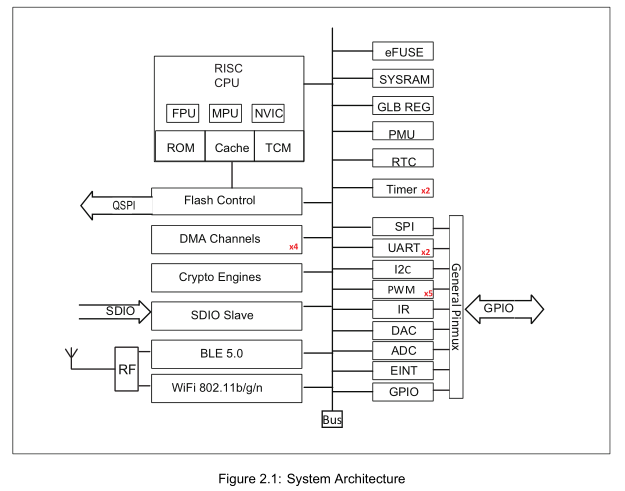 RISC
CPU
FPU
MPU
NVIC
ROM
Cache
TCM
QSPI
Flash Control
DMA Channels
x4
Crypto Engines
SDIO
SDIO Slave
RF
BLE 5.0
WiFi 802.11b/g/n
eFUSE
SYSRAM
GLB REG
PMU
RTC
Timer x2
SPI
UART x2
I2C
PWM x5
IR
DAC
ADC
EINT
GPIO
General Pinmux
GPIO
Bus
Figure 2.1: System Architecture